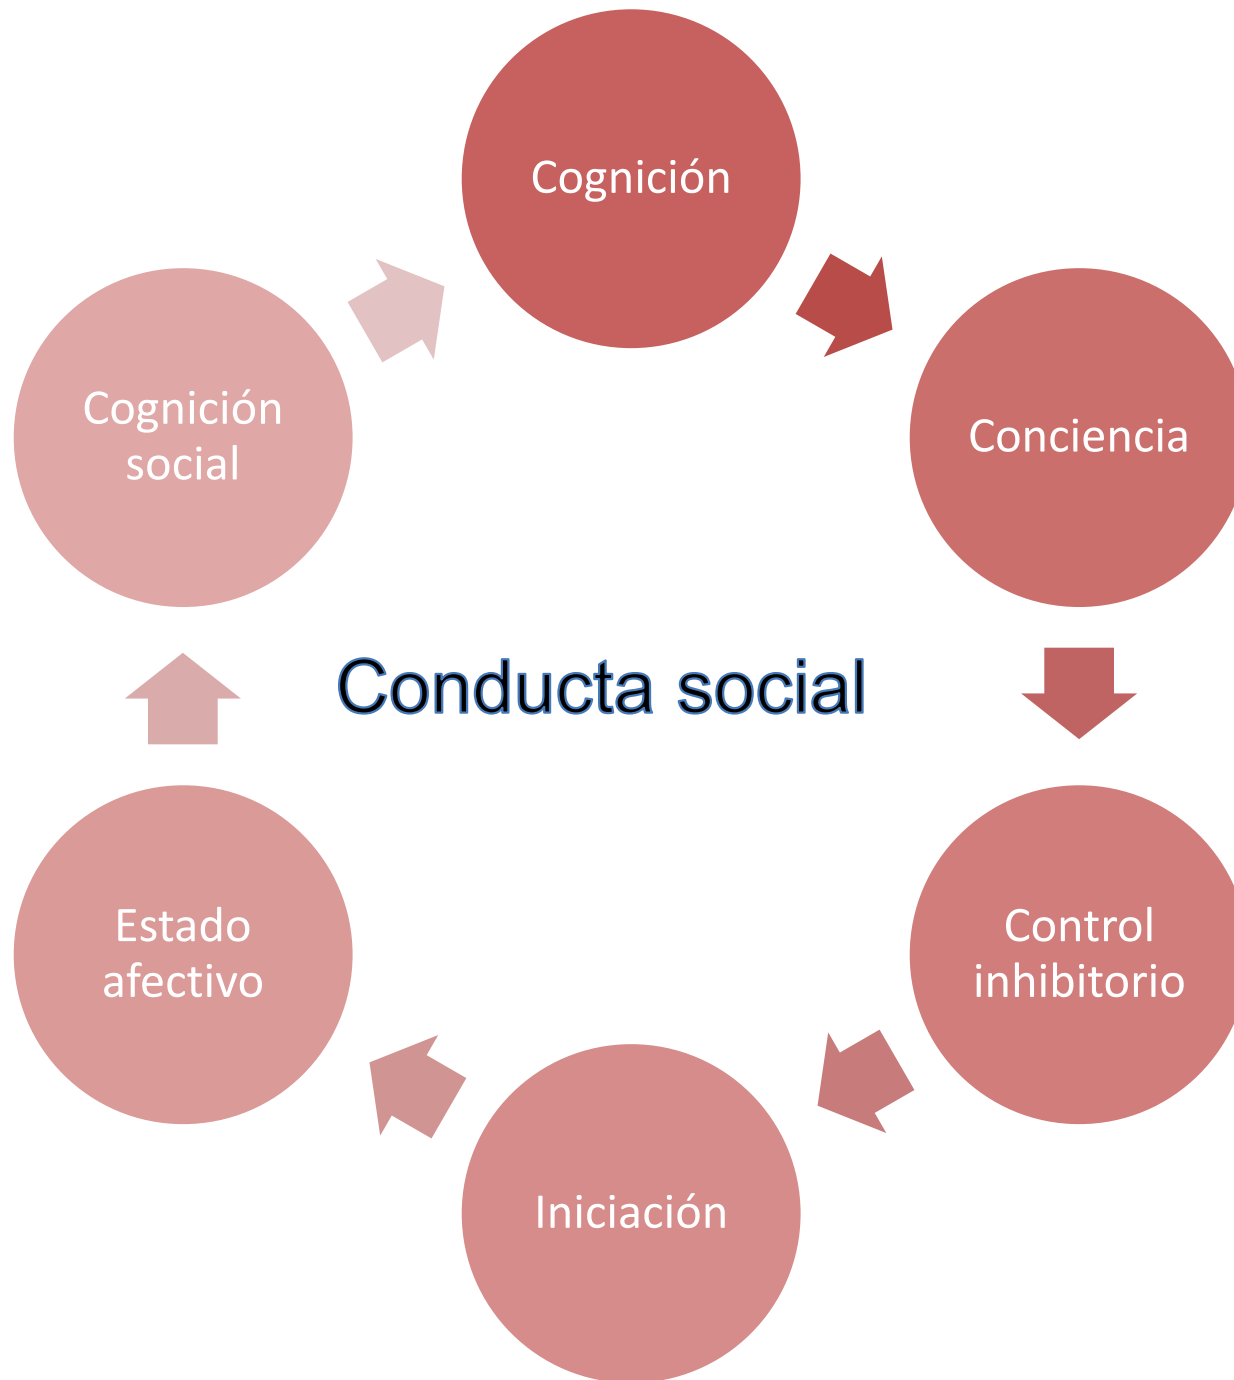 Cognición
Conciencia
Control
inhibitorio
Iniciación
Estado
afectivo
Cognición
social
Conducta social